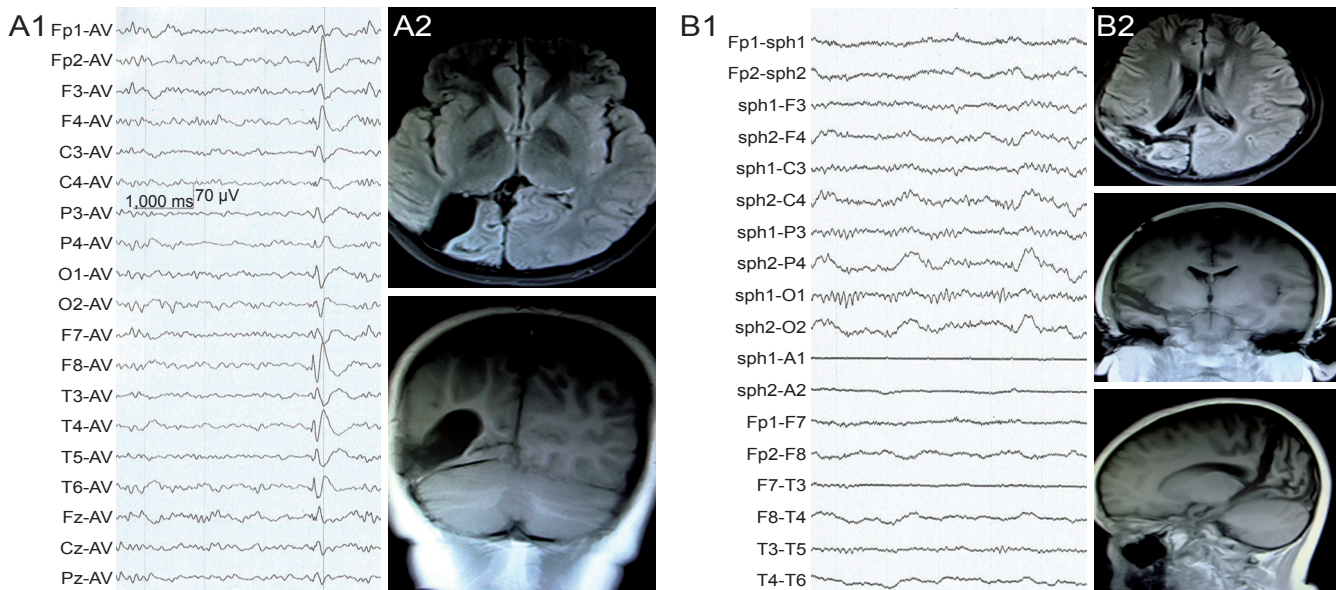 A1
Fp1-AV
Fp2-AV
F3-AV
F4-AV
C3-AV
C4-AV
70 µV
1,000 ms
P3-AV
P4-AV
O1-AV
O2-AV
F7-AV
F8-AV
T3-AV
T4-AV
T5-AV
T6-AV
Fz-AV
Cz-AV
Pz-AV
A2
B1
Fp1-sph1
Fp2-sph2
sph1-F3
sph2-F4
sph1-C3
sph2-C4
sph1-P3
sph2-P4
sph1-O1
sph2-O2
sph1-A1
sph2-A2
Fp1-F7
Fp2-F8
F7-T3
F8-T4
T3-T5
T4-T6
B2